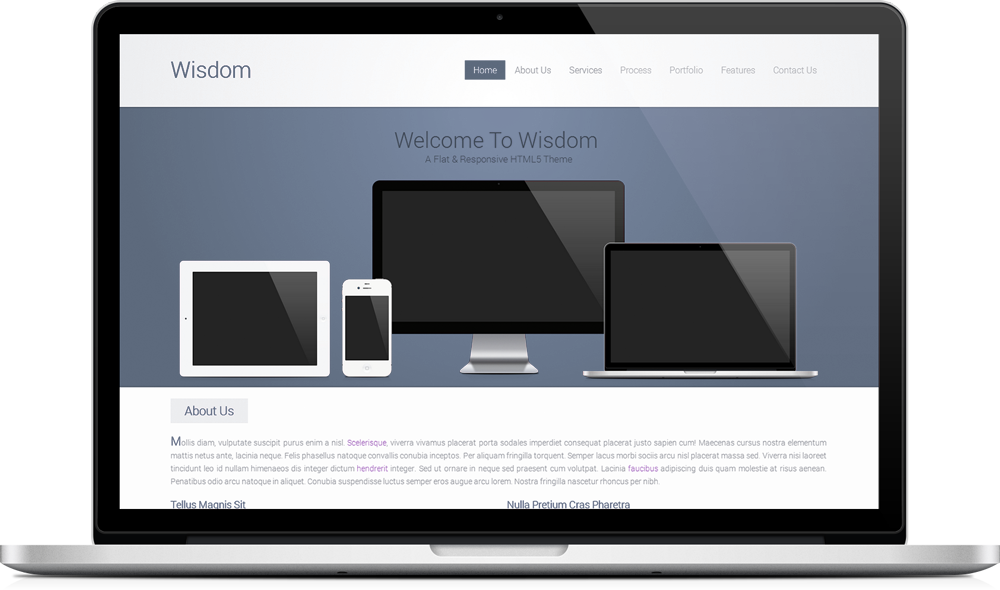 Wisdom
Home About Us Services Process Portfolio Features Contact Us
Welcome To Wisdom
A Flat & Responsive HTML5 Theme
About Us
Mollis diam, vulputate suscipit purus enim a nisl. Scelerisque, viverra vivamus placerat porta sodales imperdiet consequat placerat justo sapien cum! Maecenas cursus nostra elementum
mattis netus ante, lacinia neque. Felis phasellus natoque convallis conubia inceptos. Per aliquam fringilla torquent. Semper lacus morbi sociis arcu nisl placerat massa sed. Viverra nisi laoreet
tincidunt leo id nullam himenaeos dis integer dictum hendrerit integer. Sed ut ornare in neque sed praesent cum volutpat. Lacinia faucibus adipiscing duis quam molestie at risus aenean.
Penatibus odio arcu natoque in aliquet. Conubia suspendisse luctus semper eros augue arcu lorem. Nostra fringilla nascetur rhoncus per nibh.
Tellus Magnis Sit Nulla Pretium Cras Pharetra